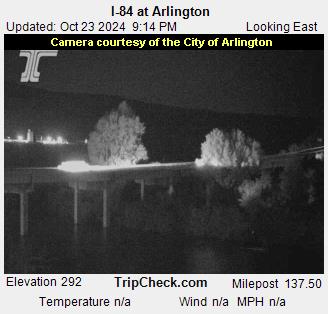 I-84 at Arlington
Updated: Oct 23 2024 9:14 PM Looking East
Camera courtesy of the City of Arlington
Elevation 292 TripCheck.com Milepost 137.50
Temperature n/a Wind n/a MPH n/a